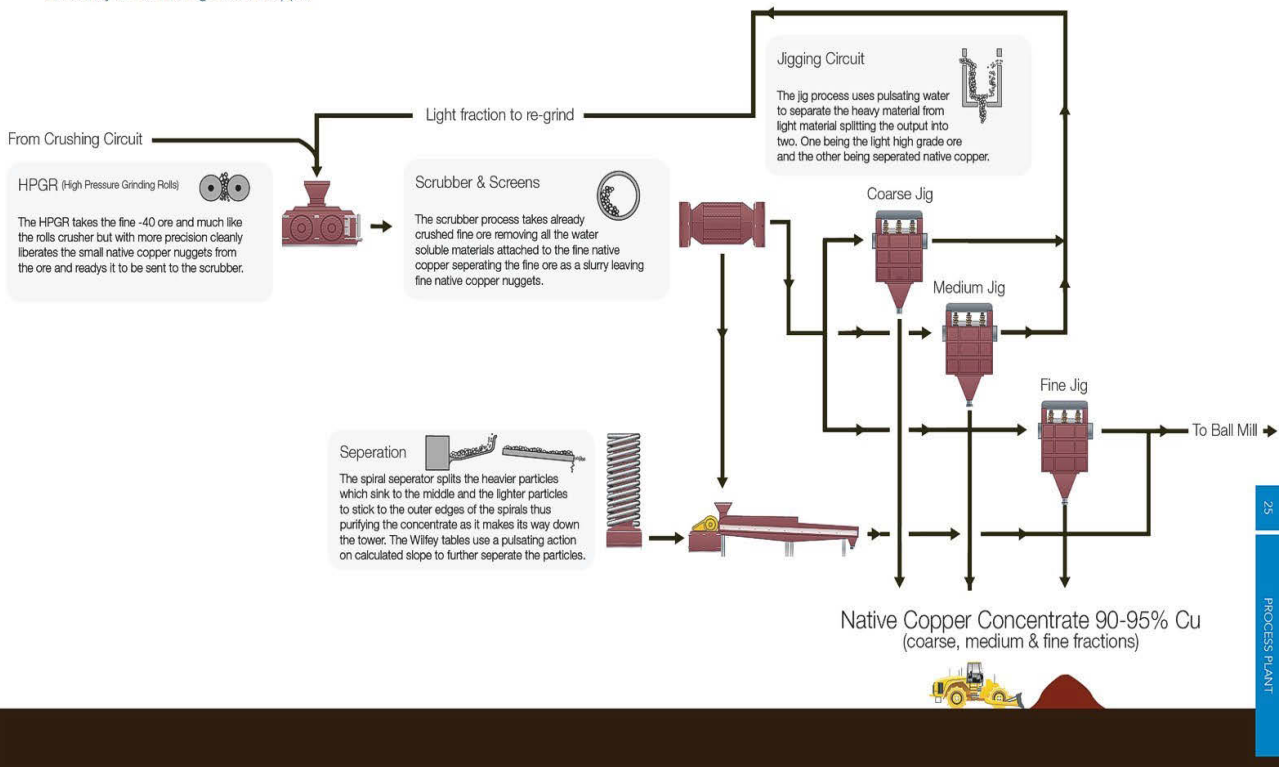 Jigging Circuit
The jig process uses pulsating water
to separate the heavy material from
light material splitting the output into
two. One being the light high grade ore
and the other being seperated native copper.
Light fraction to re-grind
From Crushing Circuit
HPGR (High Pressure Grinding Rolls)
The HPGR takes the fine -40 ore and much like
the rolls crusher but with more precision cleanly
liberates the small native copper nuggets from
the ore and readys it to be sent to the scrubber.
Scrubber & Screens
The scrubber process takes already
crushed fine ore removing all the water
soluble materials attached to the fine native
copper seperating the fine ore as a slurry leaving
fine native copper nuggets.
Coarse Jig
Medium Jig
Fine Jig
To Ball Mill
Seperation
The spiral seperator splits the heavier particles
which sink to the middle and the lighter particles
to stick to the outer edges of the spirals thus
purifying the concentrate as it makes its way down
the tower. The Wilfey tables use a pulsating action
on calculated slope to further seperate the particles.
Native Copper Concentrate 90-95% Cu
(coarse, medium & fine fractions)
25
PROCESS PLANT